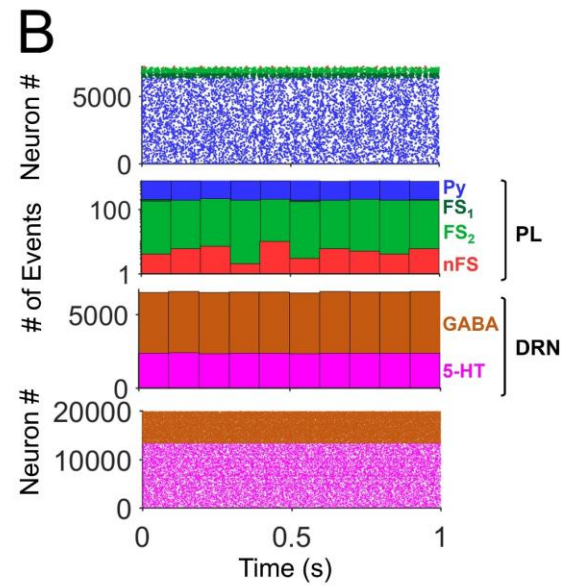 B
Neuron #
5000
0
# of Events
100
1
Py
FS₁
FS₂
nFS
PL
5000
0
GABA
5-HT
DRN
Neuron #
20000
10000
0
0 0.5 1
Time (s)